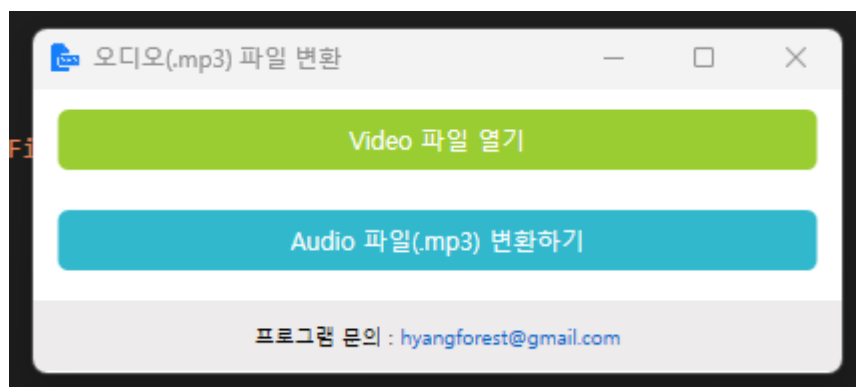 오디오(.mp3) 파일 변환
Video 파일 열기
Fi
Audio 파일(.mp3) 변환하기
프로그램 문의 : hyangforest@gmail.com